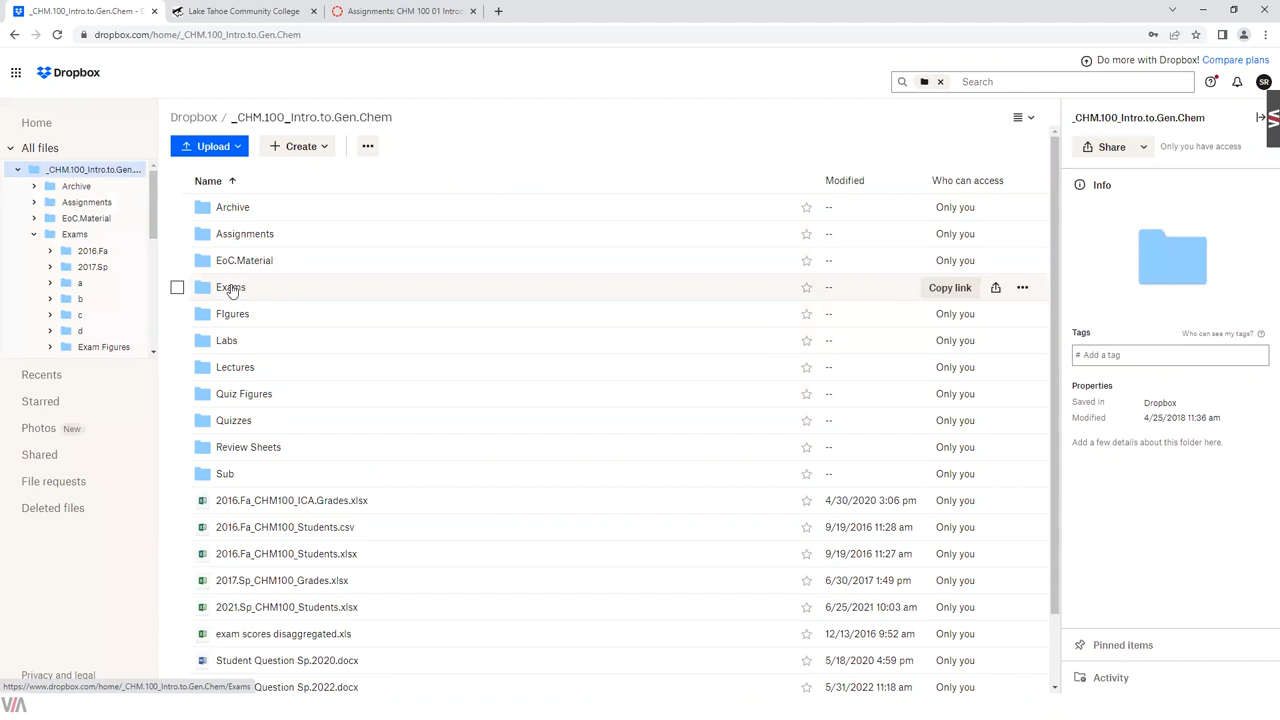 _CHM.100_Intro.to.Gen.Chem - D
Lake Tahoe Community College
Assignments: CHM 100 01 Introd
dropbox.com/home/_CHM.100_Intro.to.Gen.Chem
Do more with Dropbox! Compare plans
Dropbox
Search
SR
Home
All files
_CHM.100_Intro.to.Gen....
Archive
Assignments
EoC.Material
Exams
2016.Fa
2017.Sp
a
b
c
d
Exam Figures
Recents
Starred
Photos New
Shared
File requests
Deleted files
Privacy and legal
https://www.dropbox.com/home/_CHM.100_Intro.to.Gen.Chem/Exams
VIA
Dropbox / _CHM.100_Intro.to.Gen.Chem
Upload
Create
Name Modified Who can access
Archive -- Only you
Assignments -- Only you
EoC.Material -- Only you
Exams -- Copy link
FIgures -- Only you
Labs -- Only you
Lectures -- Only you
Quiz Figures -- Only you
Quizzes -- Only you
Review Sheets -- Only you
Sub -- Only you
2016.Fa_CHM100_ICA.Grades.xlsx 4/30/2020 3:06 pm Only you
2016.Fa_CHM100_Students.csv 9/19/2016 11:28 am Only you
2016.Fa_CHM100_Students.xlsx 9/19/2016 11:27 am Only you
2017.Sp_CHM100_Grades.xlsx 6/30/2017 1:49 pm Only you
2021.Sp_CHM100_Students.xlsx 6/25/2021 10:03 am Only you
exam scores disaggregated.xls 12/13/2016 9:52 am Only you
Student Question Sp.2020.docx 5/18/2020 4:59 pm Only you
Question Sp.2022.docx 5/31/2022 11:18 am Only you
_CHM.100_Intro.to.Gen.Chem
Share Only you have access
Info
Tags Who can see my tags?
# Add a tag
Properties
Saved in Dropbox
Modified 4/25/2018 11:36 am
Add a few details about this folder here.
Pinned items
Activity